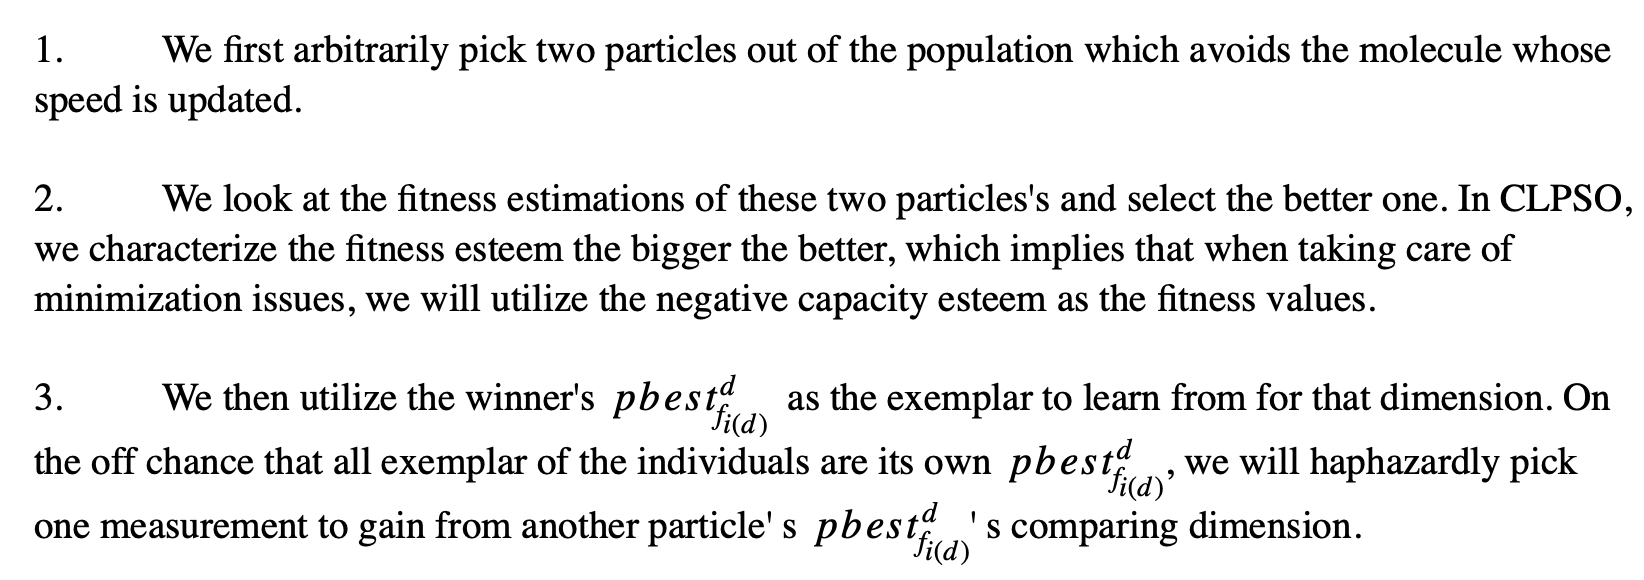 1. We first arbitrarily pick two particles out of the population which avoids the molecule whose
speed is updated.
2. We look at the fitness estimations of these two particles's and select the better one. In CLPSO,
we characterize the fitness esteem the bigger the better, which implies that when taking care of
minimization issues, we will utilize the negative capacity esteem as the fitness values.
3. We then utilize the winner's $pbest^{d}_{f_{i(d)}}$ as the exemplar to learn from for that dimension. On
the off chance that all exemplar of the individuals are its own $pbest^{d}_{f_{i(d)}}$, we will haphazardly pick
one measurement to gain from another particle' s $pbest^{d}_{f_{i(d)}}$ ' s comparing dimension.